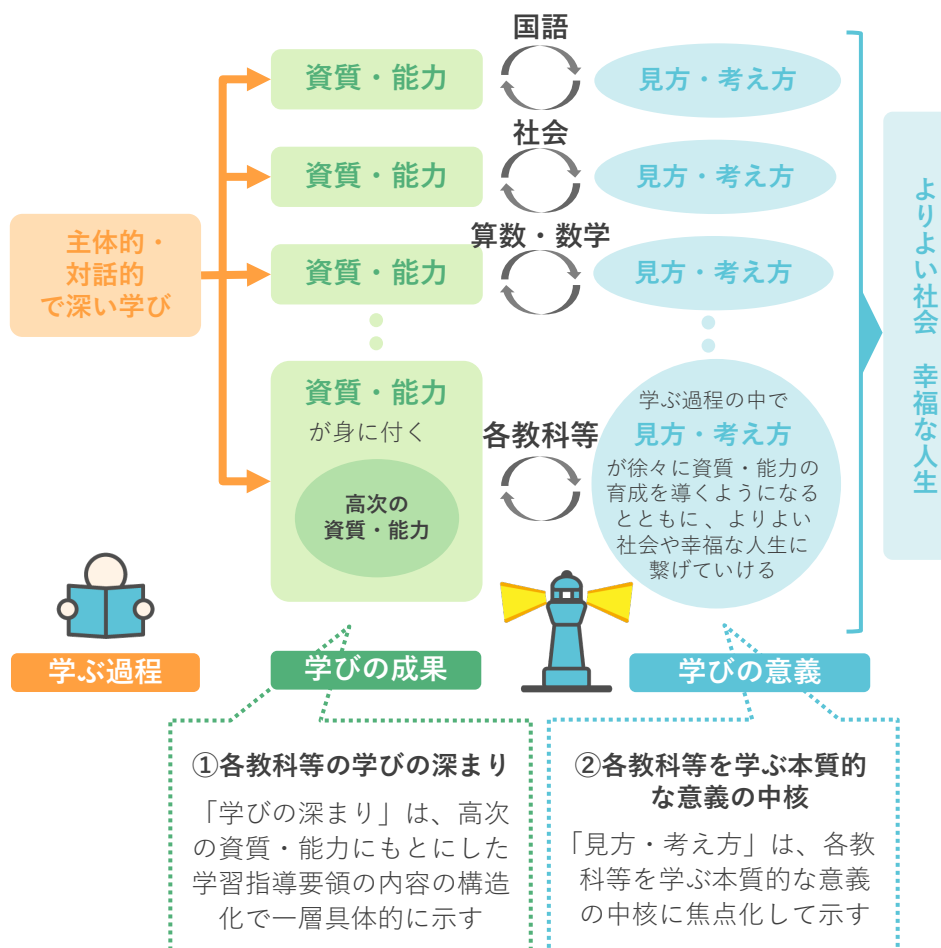 国語
資質・能力
見方・考え方
社会
資質・能力
見方・考え方
算数・数学
資質・能力
見方・考え方
主体的・
対話的
で深い学び
資質・能力
が身に付く
高次の
資質・能力
各教科等
学ぶ過程の中で
見方・考え方
が徐々に資質・能力の
育成を導くようになる
とともに、よりよい
社会や幸福な人生に
繋げていける
よりよい社会　幸福な人生
学ぶ過程
学びの成果
学びの意義
①各教科等の学びの深まり
「学びの深まり」は、高次
の資質・能力にもとにした
学習指導要領の内容の構造
化で一層具体的に示す
②各教科等を学ぶ本質的
な意義の中核
「見方・考え方」は、各教
科等を学ぶ本質的な意義
の中核に焦点化して示す